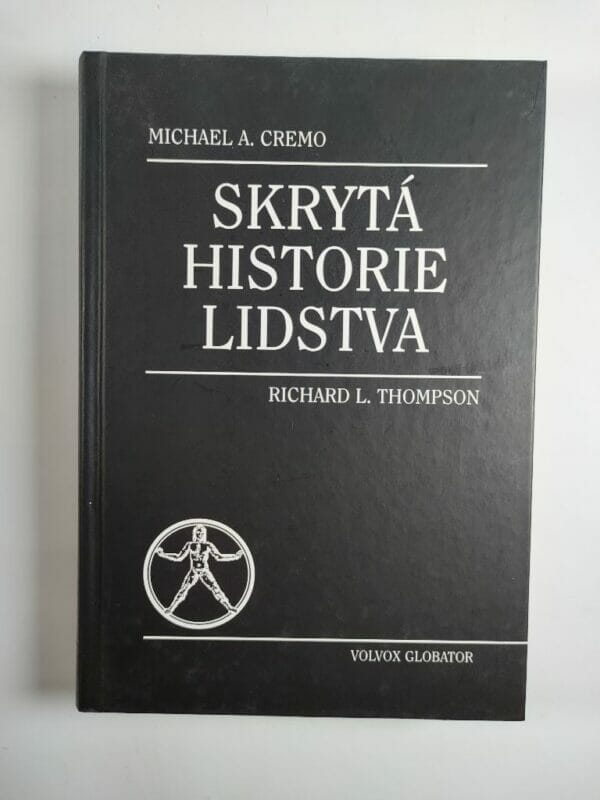 MICHAEL A. CREMO
SKRYTÁ
HISTORIE
LIDSTVA
RICHARD L. THOMPSON
VOLVOX GLOBATOR